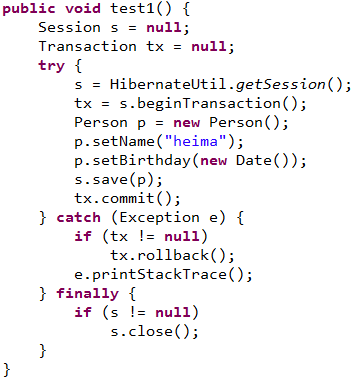 public void test1() {
    Session s = null;
    Transaction tx = null;
    try {
        s = HibernateUtil.getSession();
        tx = s.beginTransaction();
        Person p = new Person();
        p.setName("heima");
        p.setBirthday(new Date());
        s.save(p);
        tx.commit();
    } catch (Exception e) {
        if (tx != null)
            tx.rollback();
        e.printStackTrace();
    } finally {
        if (s != null)
            s.close();
    }
}